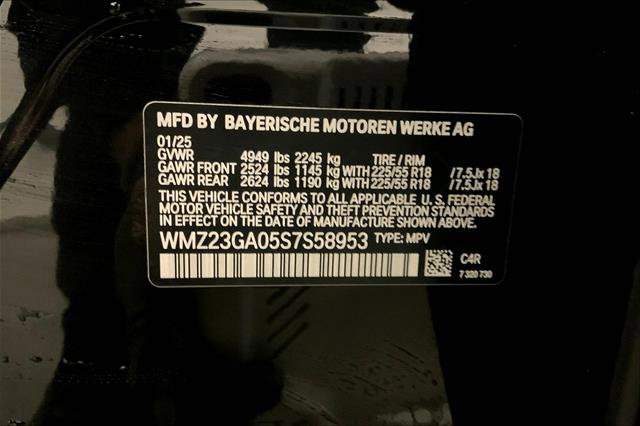 MFD BY BAYERISCHE MOTOREN WERKE AG
01/25
GVWR 4949 lbs 2245 kg TIRE / RIM
GAWR FRONT 2524 lbs 1145 kg WITH 225/55 R18 /7.5Jx18
GAWR REAR 2624 lbs 1190 kg WITH 225/55 R18 /7.5Jx18
THIS VEHICLE CONFORMS TO ALL APPLICABLE U.S. FEDERAL
MOTOR VEHICLE SAFETY AND THEFT PREVENTION STANDARDS
IN EFFECT ON THE DATE OF MANUFACTURE SHOWN ABOVE.
WMZ23GA05S7S58953 TYPE: MPV
C4R
7 320 730